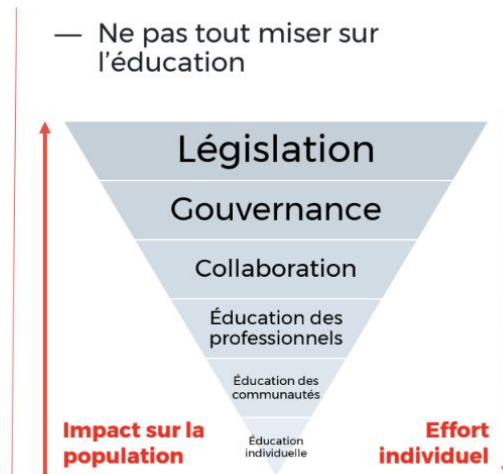 — Ne pas tout miser sur
l'éducation
Législation
Gouvernance
Collaboration
Éducation des
professionnels
Éducation des
communautés
Éducation
individuelle
Impact sur la
population
Effort
individuel